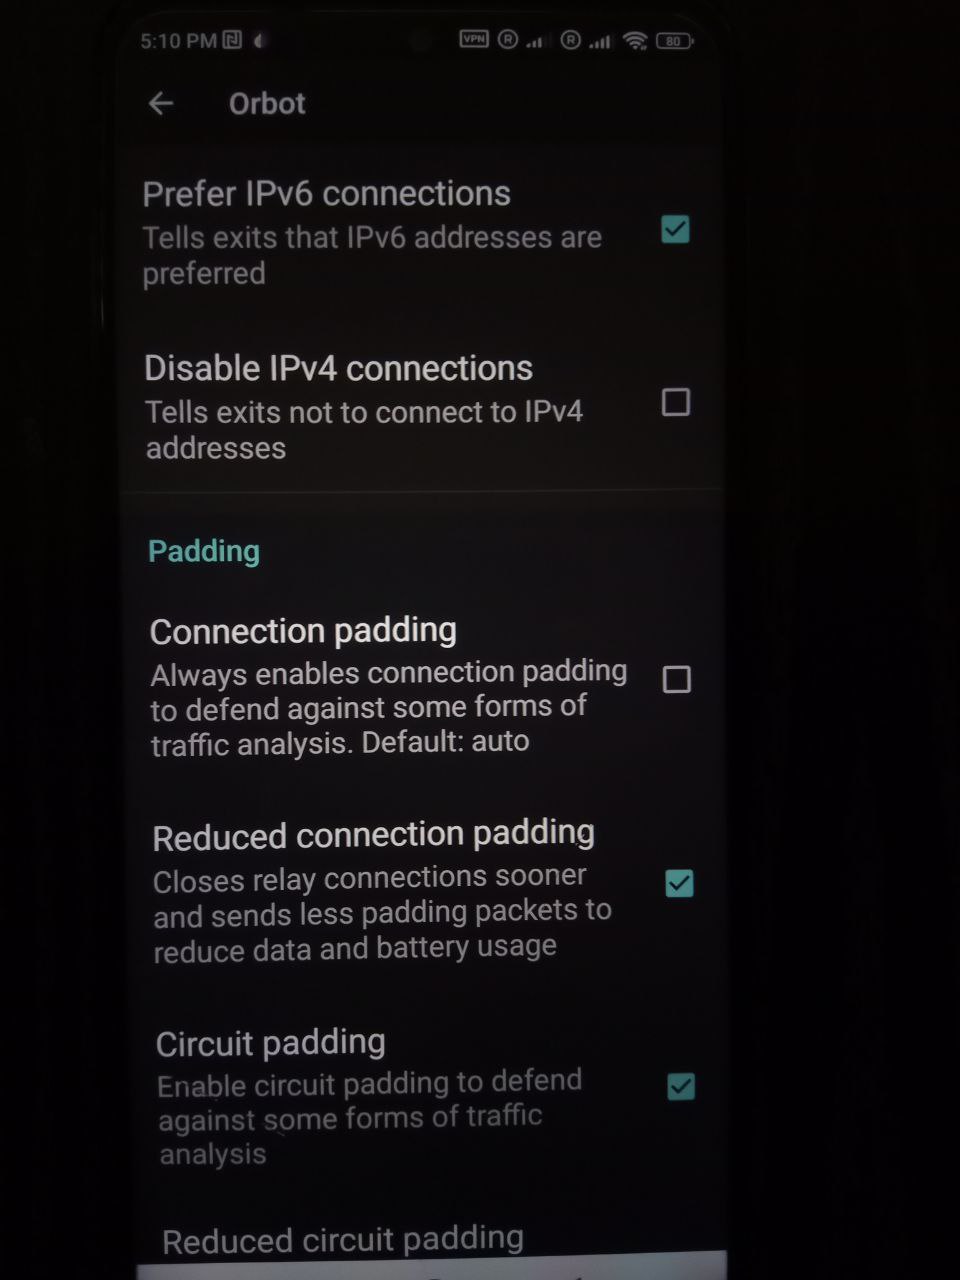 5:10 PM
VPN R R 80
Orbot
Prefer IPv6 connections
Tells exits that IPv6 addresses are
preferred
Disable IPv4 connections
Tells exits not to connect to IPv4
addresses
Padding
Connection padding
Always enables connection padding
to defend against some forms of
traffic analysis. Default: auto
Reduced connection padding
Closes relay connections sooner
and sends less padding packets to
reduce data and battery usage
Circuit padding
Enable circuit padding to defend
against some forms of traffic
analysis
Reduced circuit padding